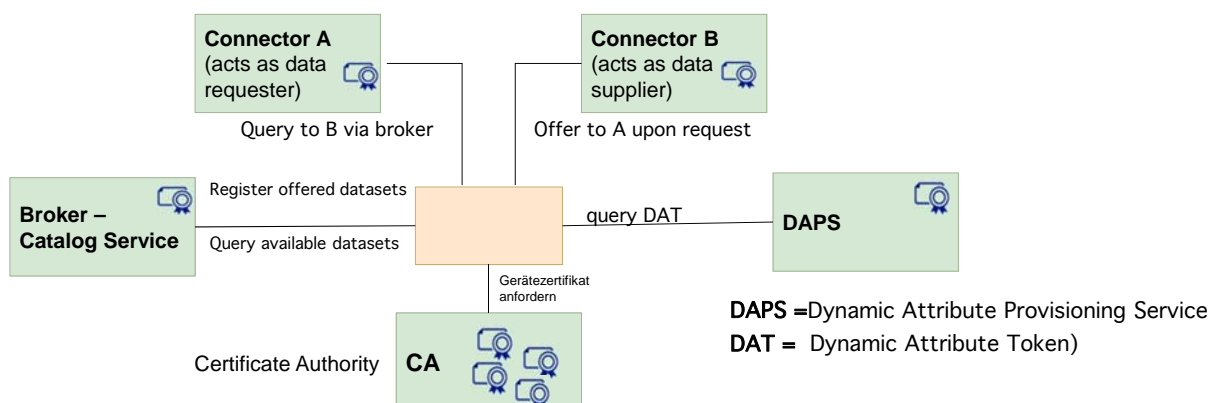 Connector A
(acts as data
requester)
Connector B
(acts as data
supplier)
Query to B via broker
Offer to A upon request
Broker –
Catalog Service
Register offered datasets
Query available datasets
query DAT
DAPS
Gerätezertifikat
anfordern
DAPS =Dynamic Attribute Provisioning Service
DAT = Dynamic Attribute Token)
Certificate Authority
CA